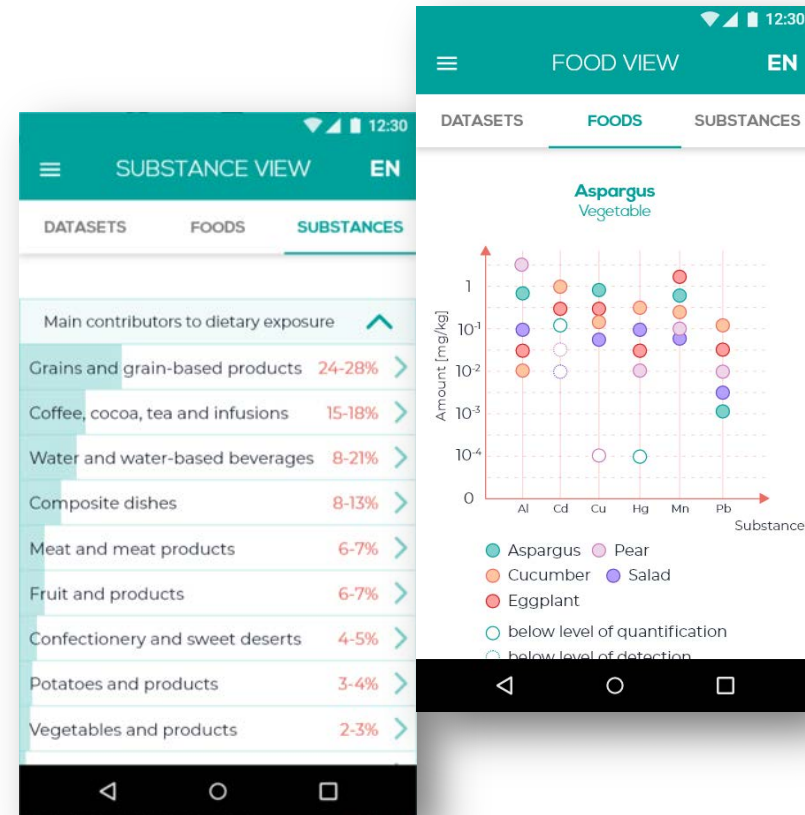 12:30
SUBSTANCE VIEW EN
DATASETS FOODS SUBSTANCES
Main contributors to dietary exposure
Grains and grain-based products 24-28%
Coffee, cocoa, tea and infusions 15-18%
Water and water-based beverages 8-21%
Composite dishes 8-13%
Meat and meat products 6-7%
Fruit and products 6-7%
Confectionery and sweet deserts 4-5%
Potatoes and products 3-4%
Vegetables and products 2-3%
12:30
FOOD VIEW EN
DATASETS FOODS SUBSTANCES
Aspargus
Vegetable
Amount [mg/kg]
1
10⁻¹
10⁻²
10⁻³
10⁻⁴
0
Al Cd Cu Hg Mn Pb
Substance
Aspargus Pear
Cucumber Salad
Eggplant
below level of quantification
below level of detection